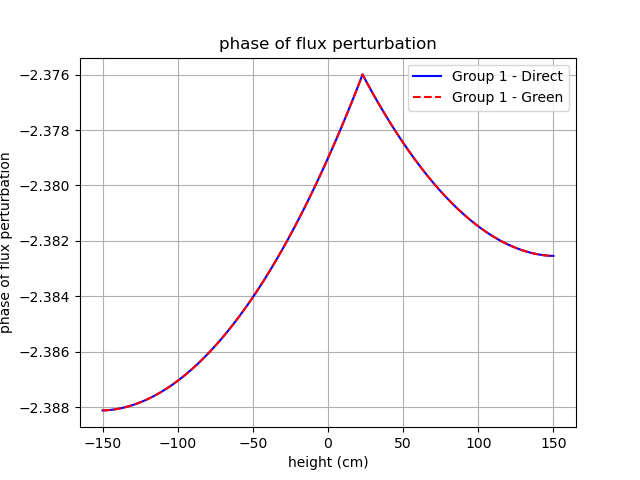 phase of flux perturbation
Group 1 - Direct
Group 1 - Green
phase of flux perturbation
−2.376
−2.378
−2.380
−2.382
−2.384
−2.386
−2.388
−150
−100
−50
0
50
100
150
height (cm)